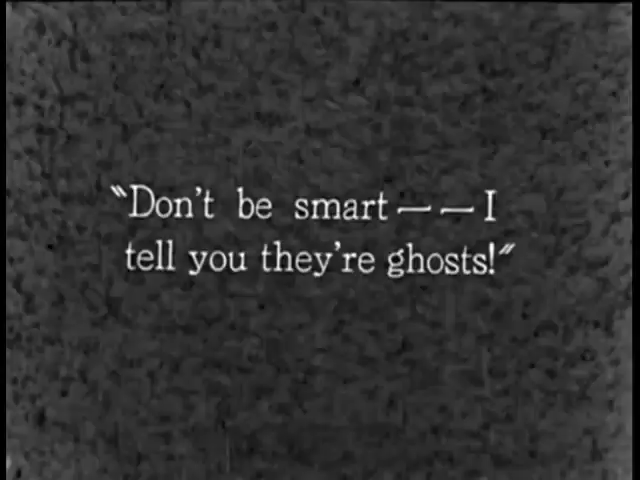 "Don't be smart — — I
tell you they're ghosts!"